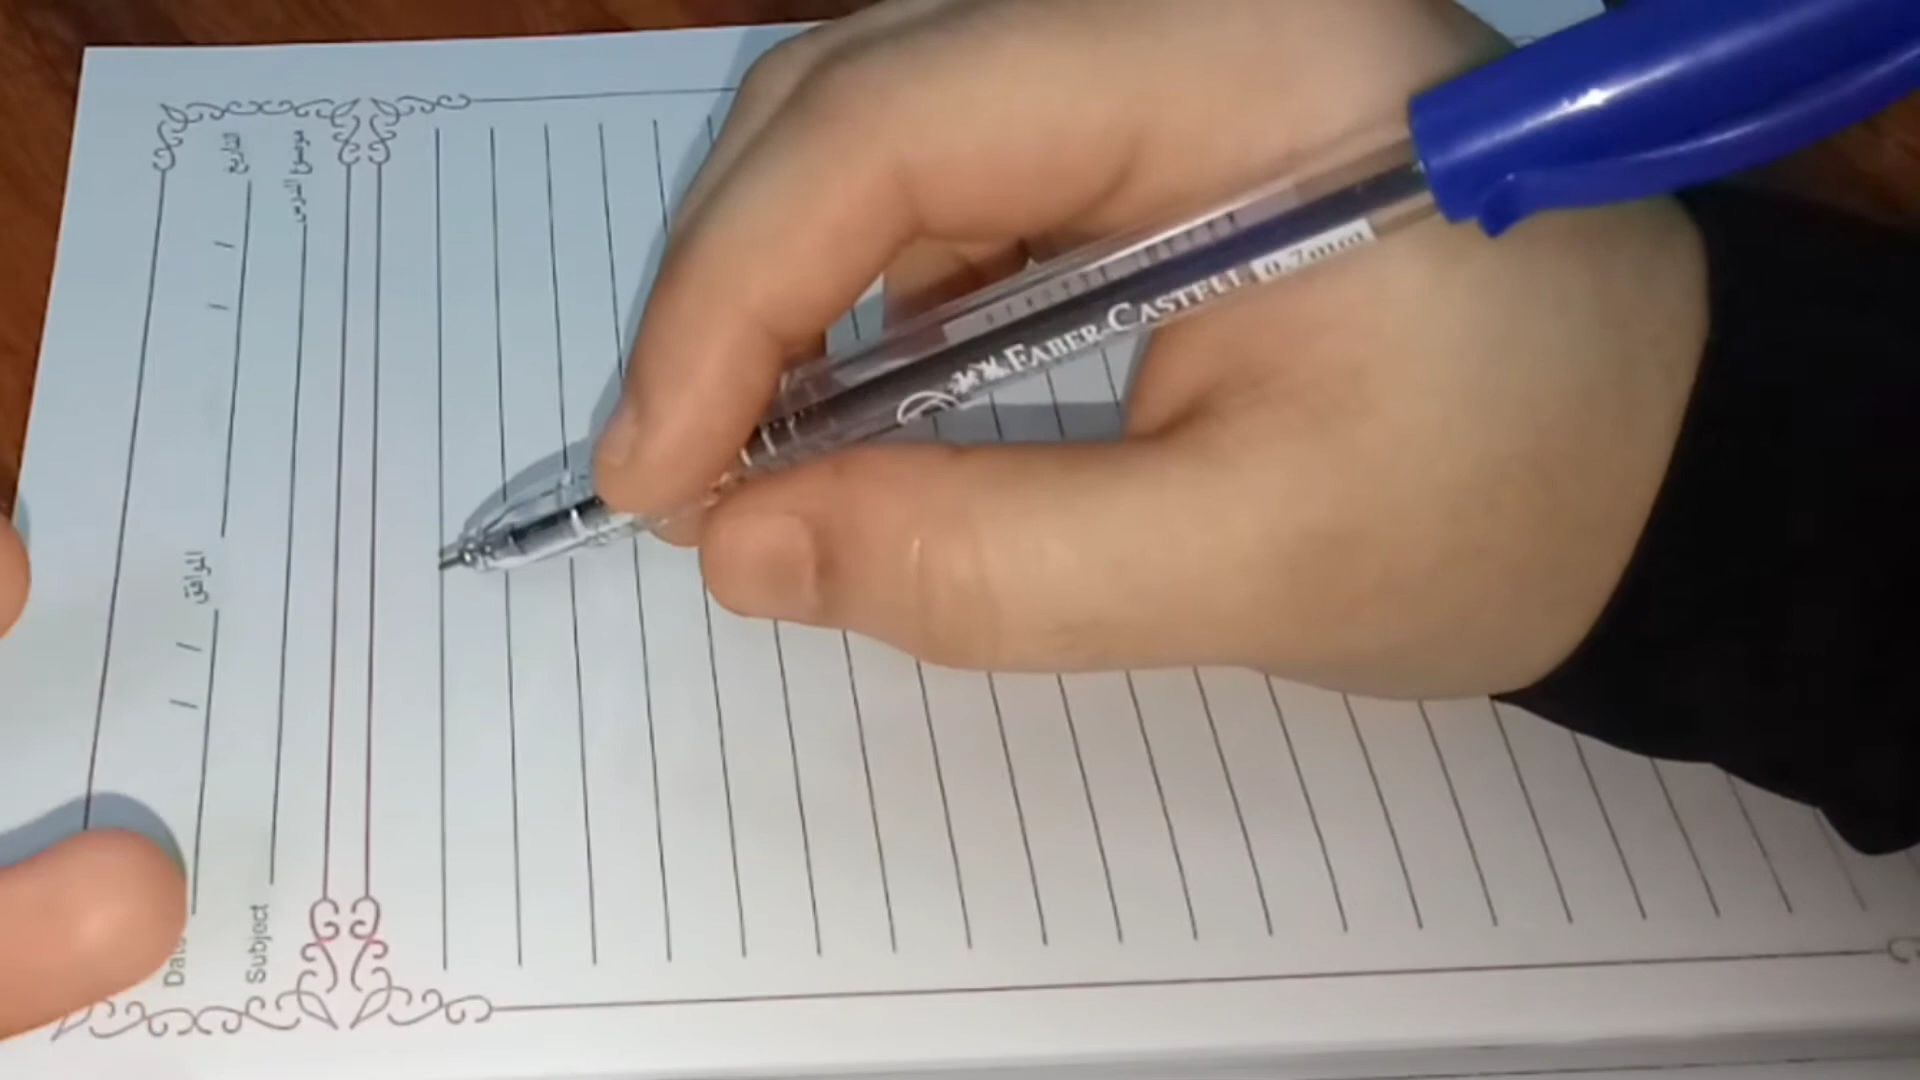 التاريخ / / الموافق / / Date
موضوع الدرس Subject
FABER-CASTELL 0.7mm